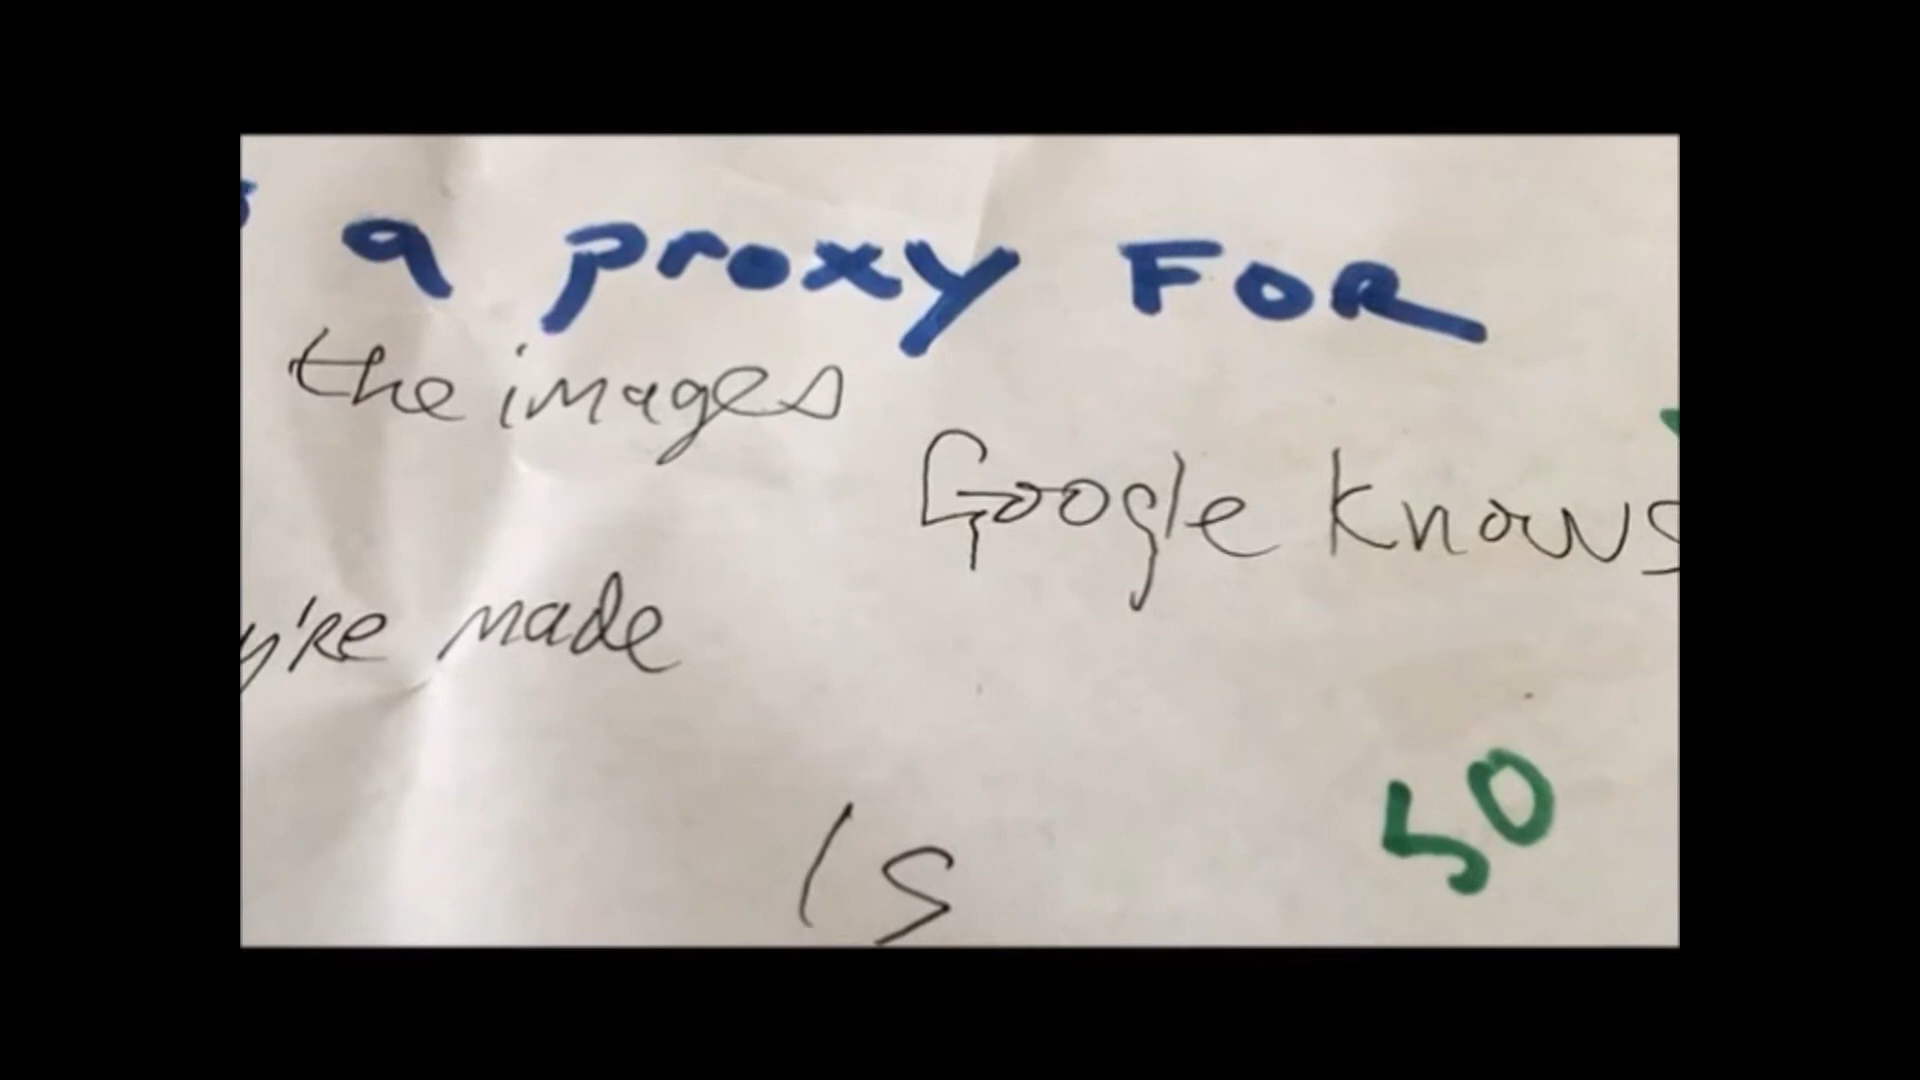 a proxy FOR
the images
Google knows
y're made
Is
so